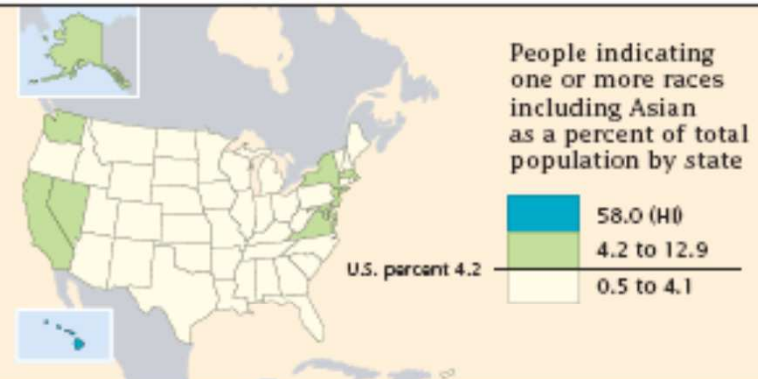 People indicating
one or more races
including Asian
as a percent of total
population by state
58.0 (HI)
4.2 to 12.9
U.S. percent 4.2
0.5 to 4.1